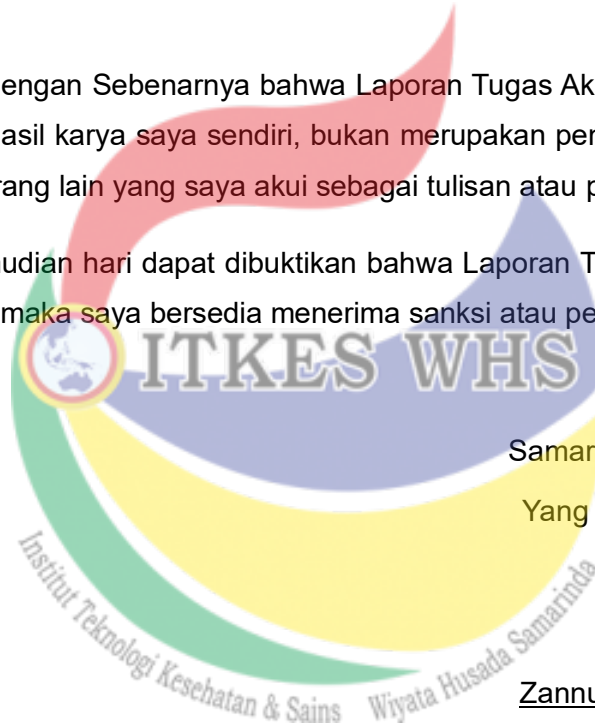 engan Sebenarnya bahwa Laporan Tugas Ak
asil karya saya sendiri, bukan merupakan per
rang lain yang saya akui sebagai tulisan atau p
udian hari dapat dibuktikan bahwa Laporan T
maka saya bersedia menerima sanksi atau pe
ITKES WHS
Samar
Yang
Institut Teknologi Kesehatan & Sains Wiyata Husada Samarinda
Zannu